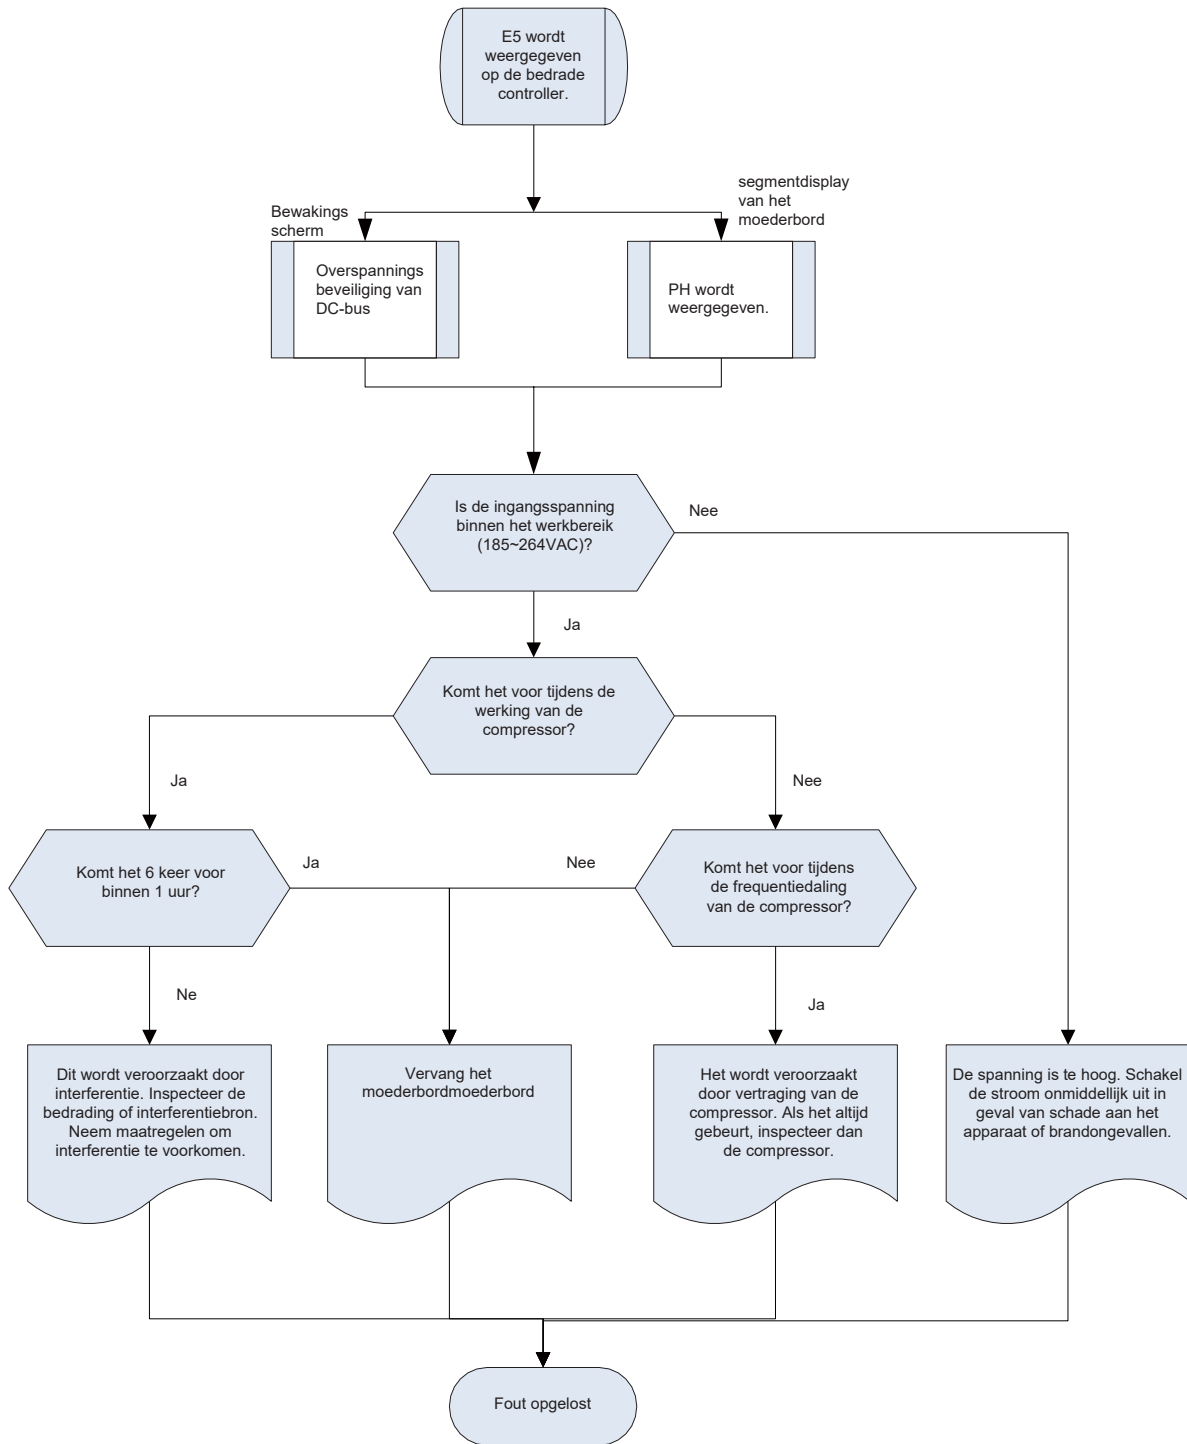 E5 wordt
weergegeven
op de bedrade
controller.
Bewakings
scherm
segmentdisplay
van het
moederbord
Overspannings
beveiliging van
DC-bus
PH wordt
weergegeven.
Is de ingangsspanning
binnen het werkbereik
(185~264VAC)?
Nee
Ja
Komt het voor tijdens de
werking van de
compressor?
Ja
Nee
Komt het 6 keer voor
binnen 1 uur?
Ja
Nee
Komt het voor tijdens
de frequentiedaling
van de compressor?
Ne
Ja
Dit wordt veroorzaakt door
interferentie. Inspecteer de
bedrading of interferentiebron.
Neem maatregelen om
interferentie te voorkomen.
Vervang het
moederbordmoederbord
Het wordt veroorzaakt
door vertraging van de
compressor. Als het altijd
gebeurt, inspecteer dan
de compressor.
De spanning is te hoog. Schakel
de stroom onmiddellijk uit in
geval van schade aan het
apparaat of brandongevallen.
Fout opgelost